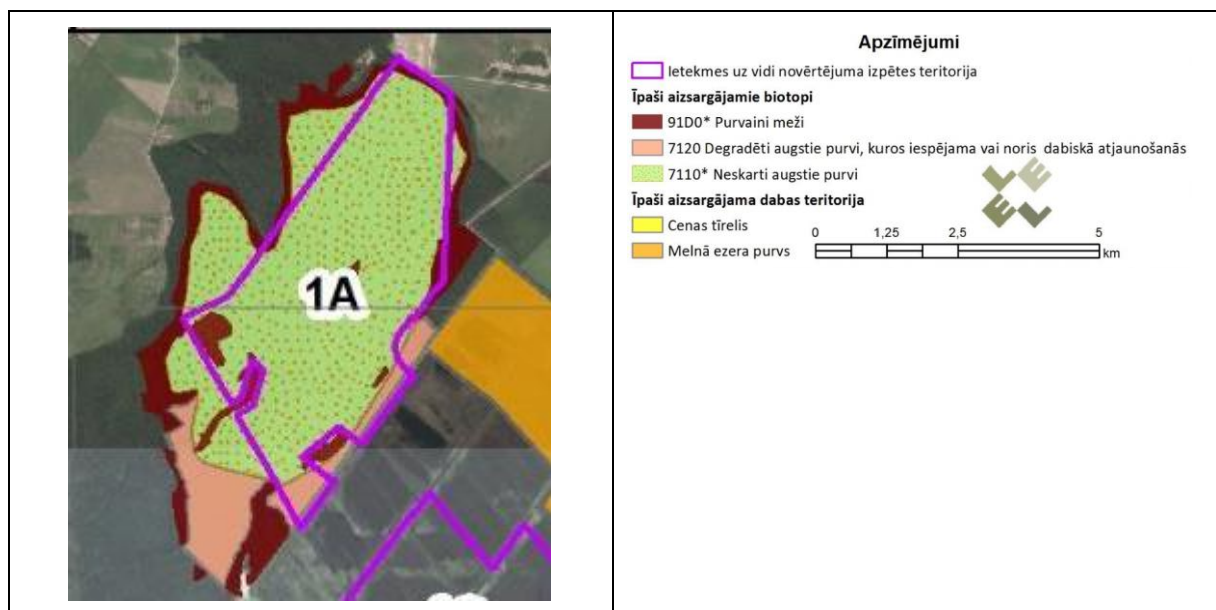 1A
Apzīmējumi
Ietekmes uz vidi novērtējuma izpētes teritorija
Īpaši aizsargājamie biotopi
91D0* Purvaini meži
7120 Degradēti augstie purvi, kuros iespējama vai noris dabiskā atjaunošanās
7110* Neskarti augstie purvi
Īpaši aizsargājama dabas teritorija
Cenas tīrelis
Melnā ezera purvs
0 1,25 2,5 5
km